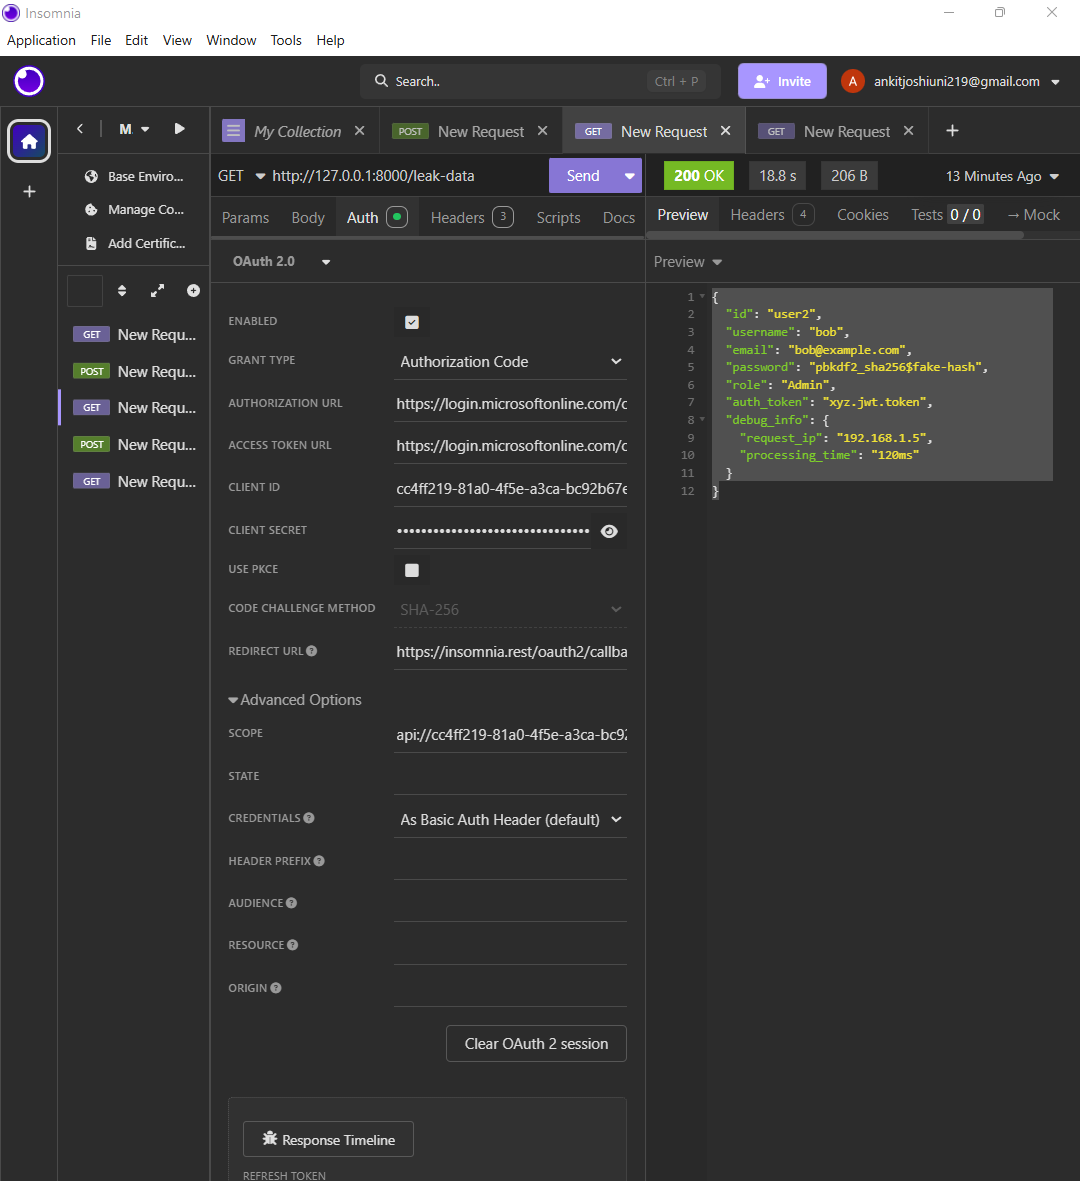 Insomnia
Application File Edit View Window Tools Help
Search.. Ctrl + P
Invite
A ankitjoshiuni219@gmail.com
M.
My Collection
POST New Request
GET New Request
GET New Request
Base Enviro...
Manage Co...
Add Certific...
GET New Requ...
POST New Requ...
GET New Requ...
POST New Requ...
GET New Requ...
GET http://127.0.0.1:8000/leak-data Send
Params Body Auth Headers 3 Scripts Docs
OAuth 2.0
ENABLED
GRANT TYPE Authorization Code
AUTHORIZATION URL https://login.microsoftonline.com/c
ACCESS TOKEN URL https://login.microsoftonline.com/c
CLIENT ID cc4ff219-81a0-4f5e-a3ca-bc92b67e
CLIENT SECRET ••••••••••••••••••••••••••••••••
USE PKCE
CODE CHALLENGE METHOD SHA-256
REDIRECT URL https://insomnia.rest/oauth2/callba
Advanced Options
SCOPE api://cc4ff219-81a0-4f5e-a3ca-bc92
STATE
CREDENTIALS As Basic Auth Header (default)
HEADER PREFIX
AUDIENCE
RESOURCE
ORIGIN
Clear OAuth 2 session
Response Timeline
REFRESH TOKEN
200 OK 18.8 s 206 B 13 Minutes Ago
Preview Headers 4 Cookies Tests 0 / 0 → Mock
Preview
1 {
2 "id": "user2",
3 "username": "bob",
4 "email": "bob@example.com",
5 "password": "pbkdf2_sha256$fake-hash",
6 "role": "Admin",
7 "auth_token": "xyz.jwt.token",
8 "debug_info": {
9 "request_ip": "192.168.1.5",
10 "processing_time": "120ms"
11 }
12 }